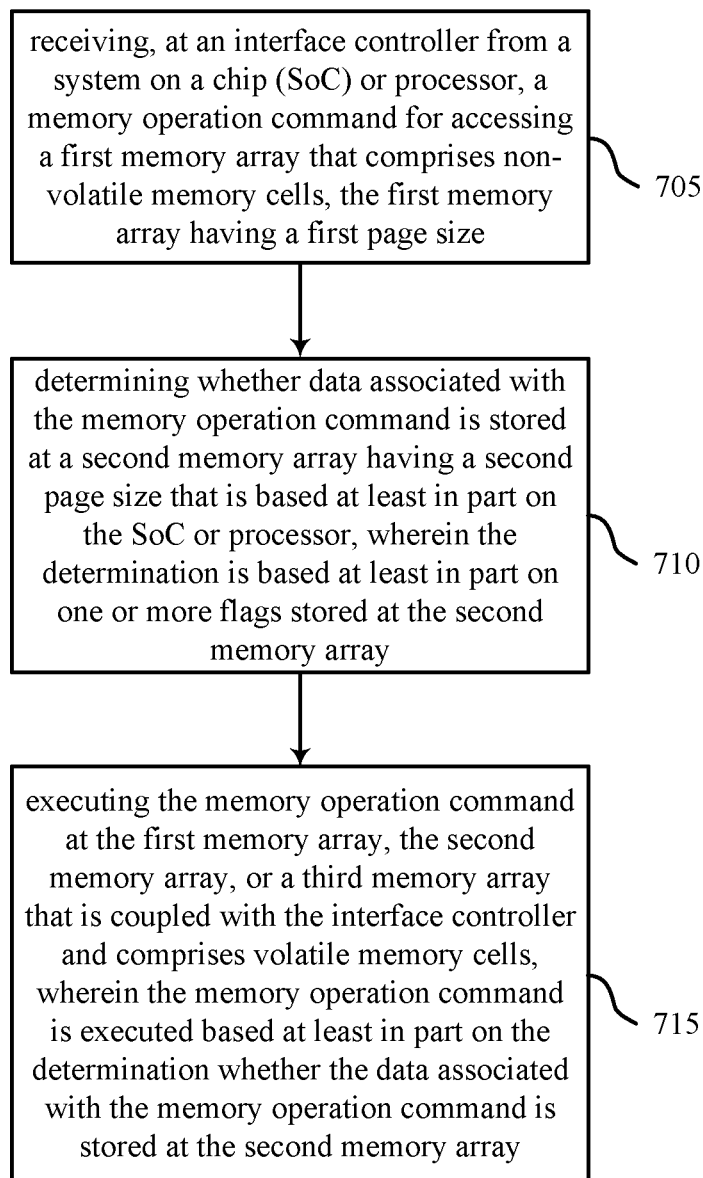 receiving, at an interface controller from a
system on a chip (SoC) or processor, a
memory operation command for accessing
a first memory array that comprises non-
volatile memory cells, the first memory
array having a first page size
705
determining whether data associated with
the memory operation command is stored
at a second memory array having a second
page size that is based at least in part on
the SoC or processor, wherein the
determination is based at least in part on
one or more flags stored at the second
memory array
710
executing the memory operation command
at the first memory array, the second
memory array, or a third memory array
that is coupled with the interface controller
and comprises volatile memory cells,
wherein the memory operation command
is executed based at least in part on the
determination whether the data associated
with the memory operation command is
stored at the second memory array
715